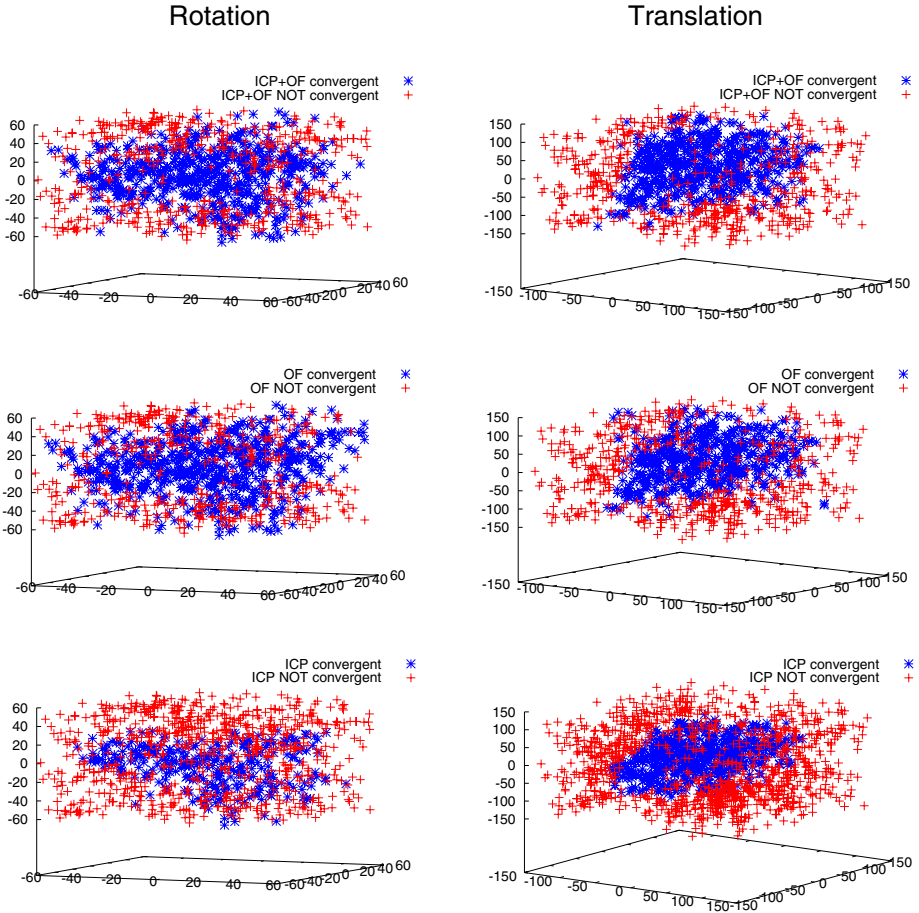 Rotation
Translation
ICP+OF convergent
ICP+OF NOT convergent
60
40
20
0
-20
-40
-60
-60 -40 -20 0 20 40 60
-60 -40 -20 0 20 40 60
ICP+OF convergent
ICP+OF NOT convergent
150
100
50
0
-50
-100
-150
-150 -100 -50 0 50 100 150
-150 -100 -50 0 50 100 150
OF convergent
OF NOT convergent
60
40
20
0
-20
-40
-60
-60 -40 -20 0 20 40 60
-60 -40 -20 0 20 40 60
OF convergent
OF NOT convergent
150
100
50
0
-50
-100
-150
-150 -100 -50 0 50 100 150
-150 -100 -50 0 50 100 150
ICP convergent
ICP NOT convergent
60
40
20
0
-20
-40
-60
-60 -40 -20 0 20 40 60
-60 -40 -20 0 20 40 60
ICP convergent
ICP NOT convergent
150
100
50
0
-50
-100
-150
-150 -100 -50 0 50 100 150
-150 -100 -50 0 50 100 150